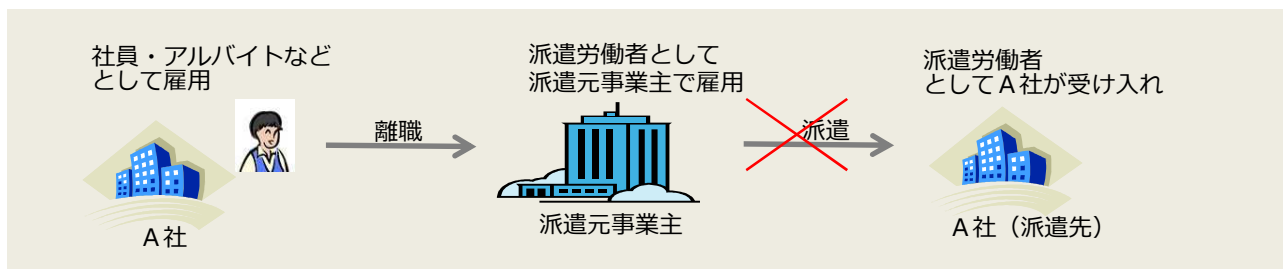 社員・アルバイトなど
として雇用
離職
A社
派遣労働者として
派遣元事業主で雇用
派遣元事業主
派遣
派遣労働者
としてA社が受け入れ
A社（派遣先）